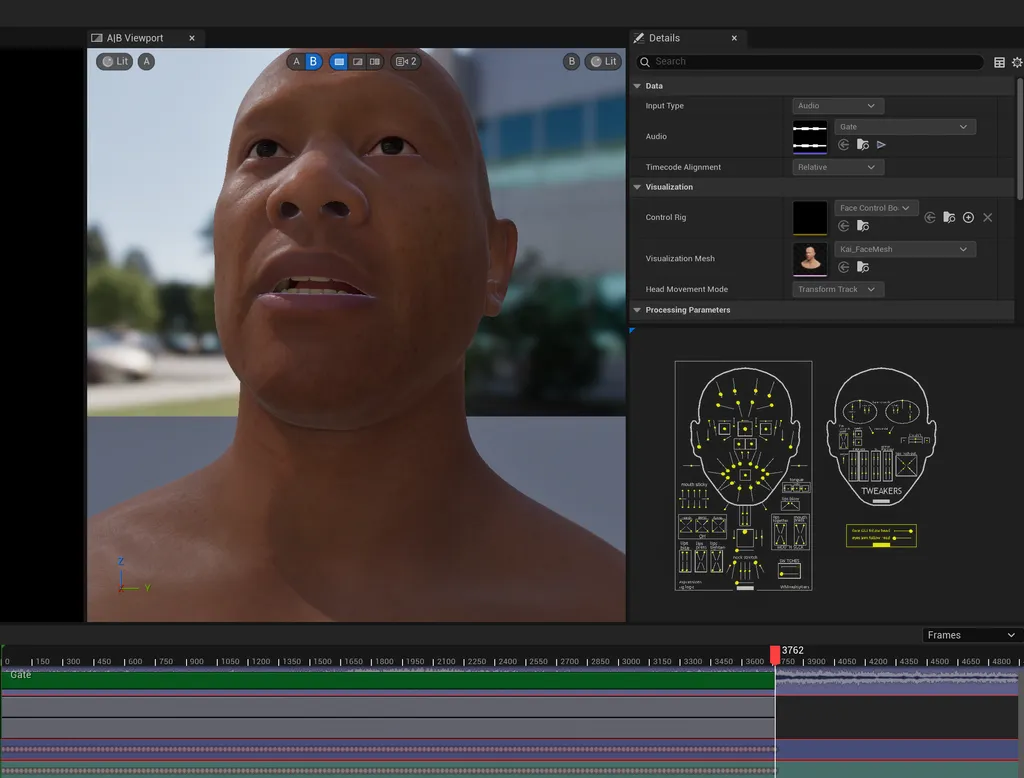 A|B Viewport
Details
Lit
A
A B
2
B
Lit
Search
Data
Input Type
Audio
Audio
Gate
Timecode Alignment
Relative
Visualization
Control Rig
Face Control Bo
Visualization Mesh
Kai_FaceMesh
Head Movement Mode
Transform Track
Processing Parameters
mouth sticky
tongue
TWEAKERS
Z
Y
X
Frames
3762
0 150 300 450 600 750 900 1050 1200 1350 1500 1650 1800 1950 2100 2250 2400 2550 2700 2850 3000 3150 3300 3450 3600 3900 4050 4200 4350 4500 4650 4800
Gate